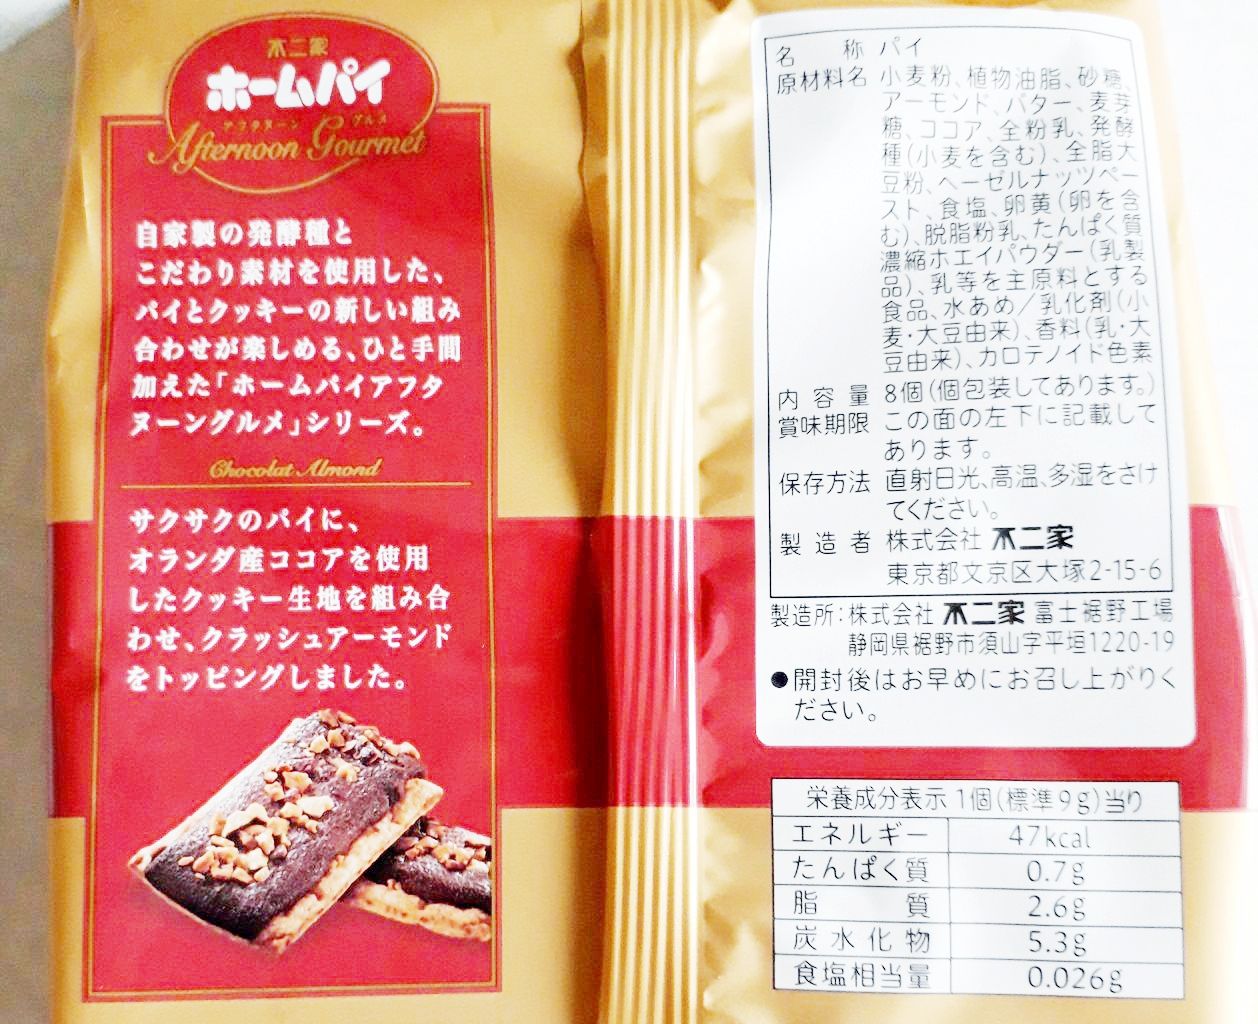 不二家
ホームパイ
アフタヌーン グルメ
Afternoon Gourmet
自家製の発酵種と
こだわり素材を使用した、
パイとクッキーの新しい組み
合わせが楽しめる、ひと手間
加えた「ホームパイアフタ
ヌーングルメ」シリーズ。
Chocolat Almond
サクサクのパイに、
オランダ産ココアを使用
したクッキー生地を組み合
わせ、クラッシュアーモンド
をトッピングしました。
名称 パイ
原材料名 小麦粉、植物油脂、砂糖、
アーモンド、バター、麦芽
糖、ココア、全粉乳、発酵
種(小麦を含む)、全脂大
豆粉、ヘーゼルナッツペー
スト、食塩、卵黄(卵を含
む)、脱脂粉乳、たんぱく質
濃縮ホエイパウダー(乳製
品)、乳等を主原料とする
食品、水あめ/乳化剤(小
麦・大豆由来)、香料(乳・大
豆由来)、カロテノイド色素
内容量 8個(個包装してあります。)
賞味期限 この面の左下に記載して
あります。
保存方法 直射日光、高温、多湿をさけ
てください。
製造者 株式会社 不二家
東京都文京区大塚2-15-6
製造所:株式会社 不二家 富士裾野工場
静岡県裾野市須山字平垣1220-19
●開封後はお早めにお召し上がりく
ださい。
栄養成分表示 1個(標準9g)当り
エネルギー 47kcal
たんぱく質 0.7g
脂質 2.6g
炭水化物 5.3g
食塩相当量 0.026g